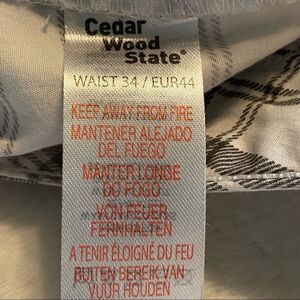 Cedar
Wood
State®
WAIST 34 / EUR44
KEEP AWAY FROM FIRE
MANTENER ALEJADO
DEL FUEGO
MANTER LONGE
DO FOGO
VON FEUER
FERNHALTEN
A TENIR ÉLOIGNÉ DU FEU
BUITEN BEREIK VAN
VUUR HOUDEN